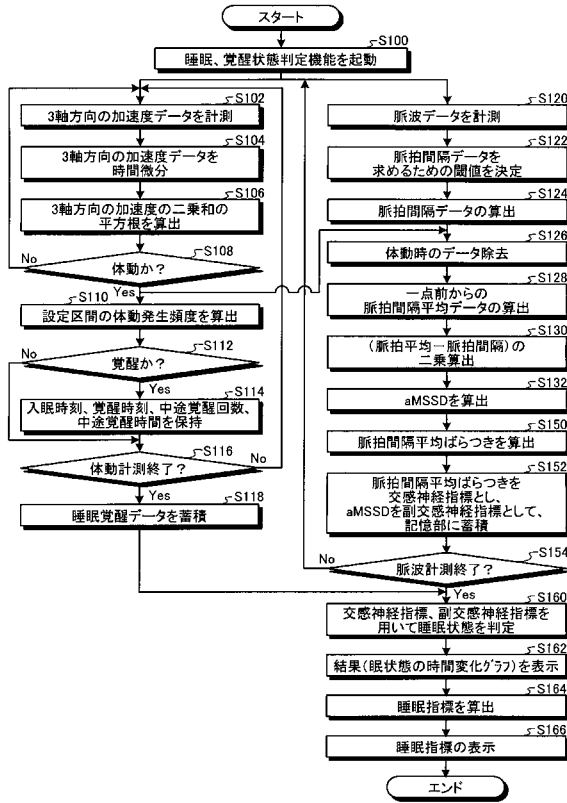 スタート
S100
睡眠、覚醒状態判定機能を起動
S102
3軸方向の加速度データを計測
S104
3軸方向の加速度データを
時間微分
S106
3軸方向の加速度の二乗和の
平方根を算出
S108
体動か？
No
Yes
S110
設定区間の体動発生頻度を算出
S112
覚醒か？
No
Yes
S114
入眠時刻、覚醒時刻、中途覚醒回数、
中途覚醒時間を保持
S116
体動計測終了？
No
Yes
S118
睡眠覚醒データを蓄積
S120
脈波データを計測
S122
脈拍間隔データを
求めるための閾値を決定
S124
脈拍間隔データの算出
S126
体動時のデータ除去
S128
一点前からの
脈拍間隔平均データの算出
S130
(脈拍平均－脈拍間隔)の
二乗算出
S132
aMSSDを算出
S150
脈拍間隔平均ばらつきを算出
S152
脈拍間隔平均ばらつきを
交感神経指標とし、
aMSSDを副交感神経指標として、
記憶部に蓄積
S154
脈波計測終了？
No
Yes
S160
交感神経指標、副交感神経指標を
用いて睡眠状態を判定
S162
結果(眠状態の時間変化グラフ)を表示
S164
睡眠指標を算出
S166
睡眠指標の表示
エンド